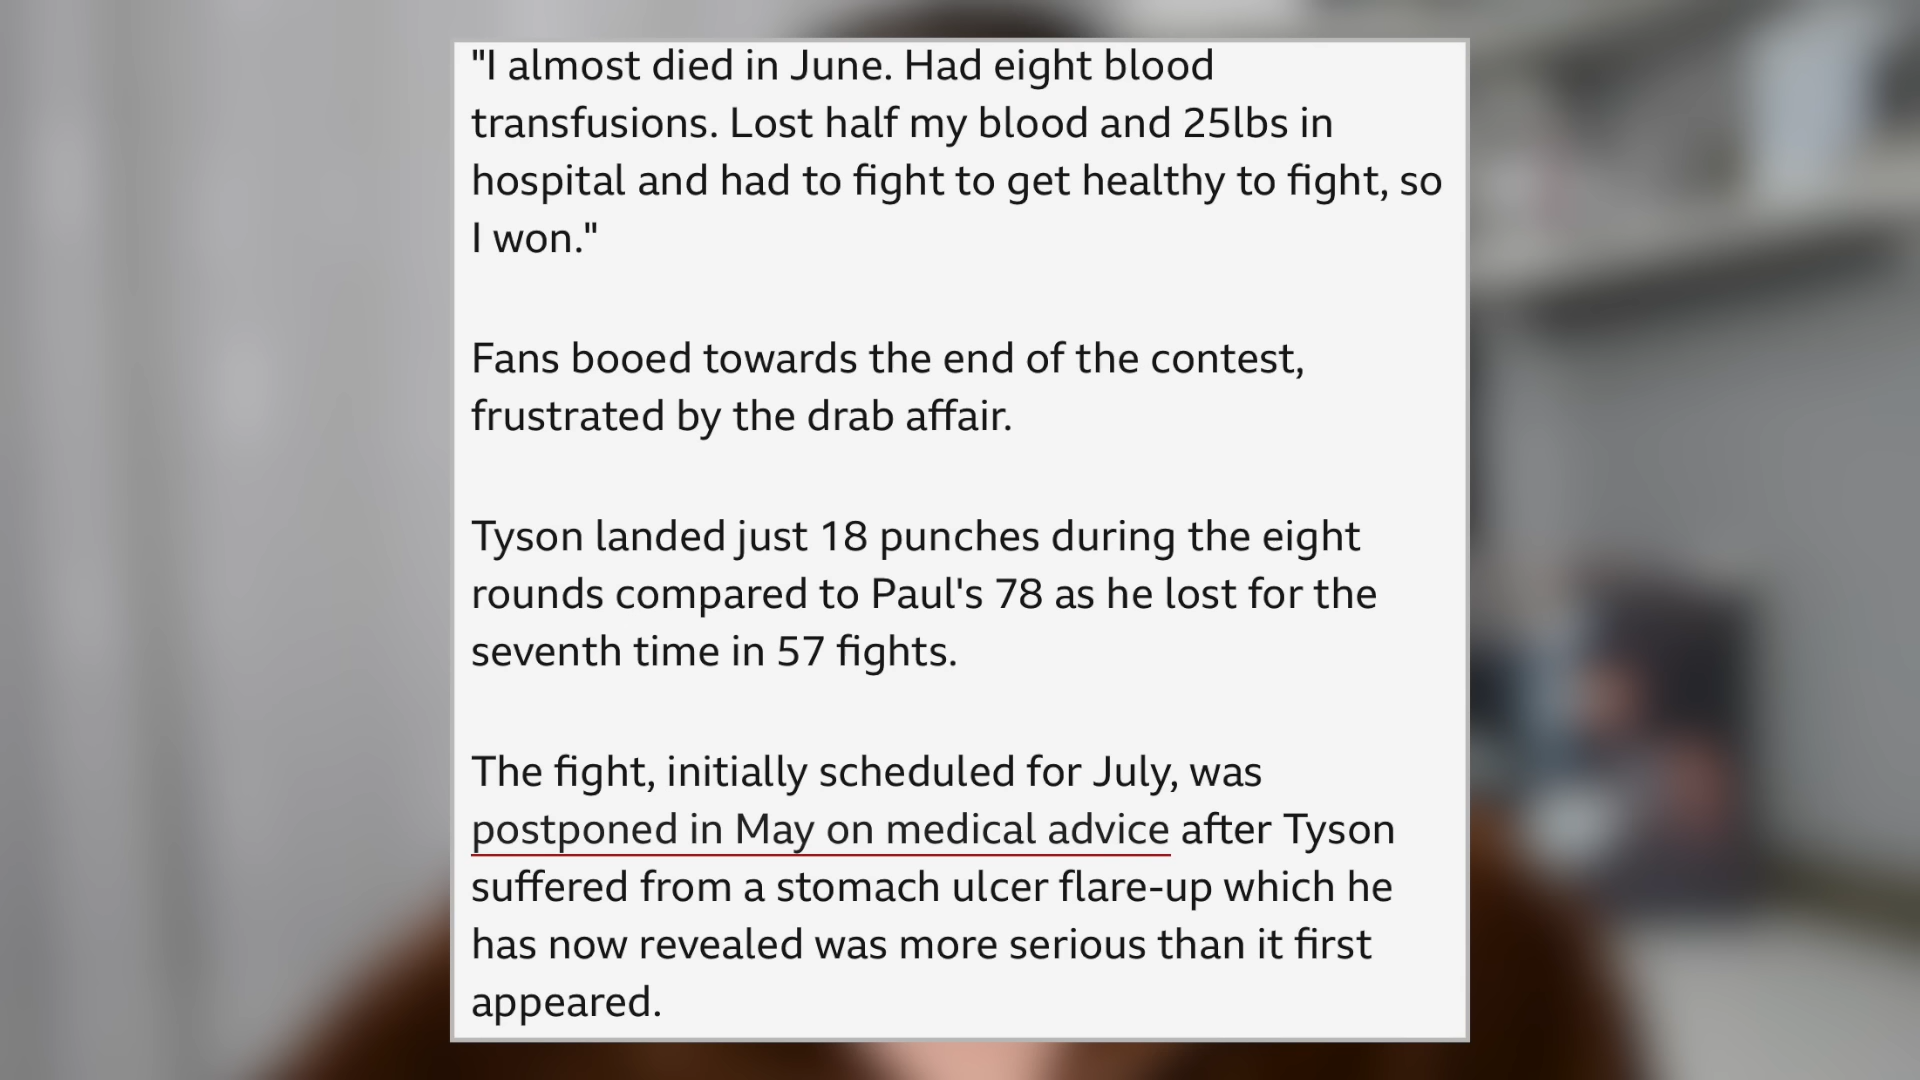 "I almost died in June. Had eight blood
transfusions. Lost half my blood and 25lbs in
hospital and had to fight to get healthy to fight, so
I won."
Fans booed towards the end of the contest,
frustrated by the drab affair.
Tyson landed just 18 punches during the eight
rounds compared to Paul's 78 as he lost for the
seventh time in 57 fights.
The fight, initially scheduled for July, was
postponed in May on medical advice after Tyson
suffered from a stomach ulcer flare-up which he
has now revealed was more serious than it first
appeared.